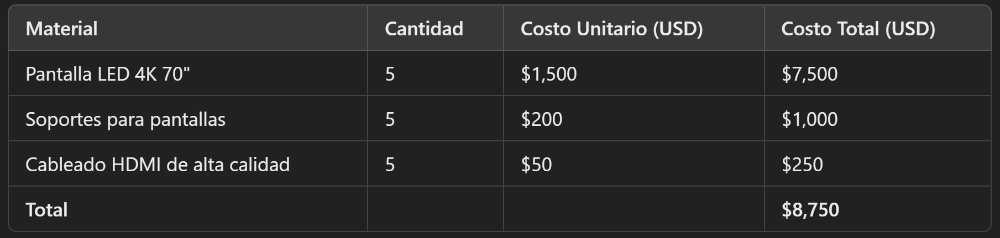 Material Cantidad Costo Unitario (USD) Costo Total (USD)
Pantalla LED 4K 70" 5 $1,500 $7,500
Soportes para pantallas 5 $200 $1,000
Cableado HDMI de alta calidad 5 $50 $250
Total $8,750